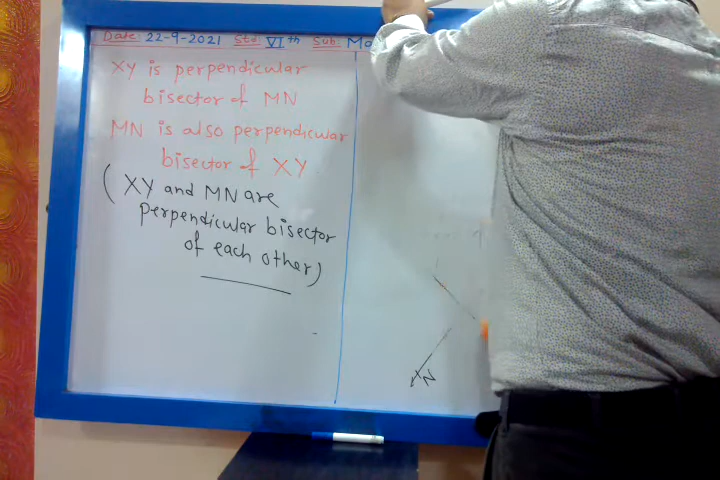 Date: 22-9-2021 Std: VIth Sub: Ma
XY is perpendicular
bisector of MN
MN is also perpendicular
bisector of XY
(XY and MN are
perpendicular bisector
of each other)
N